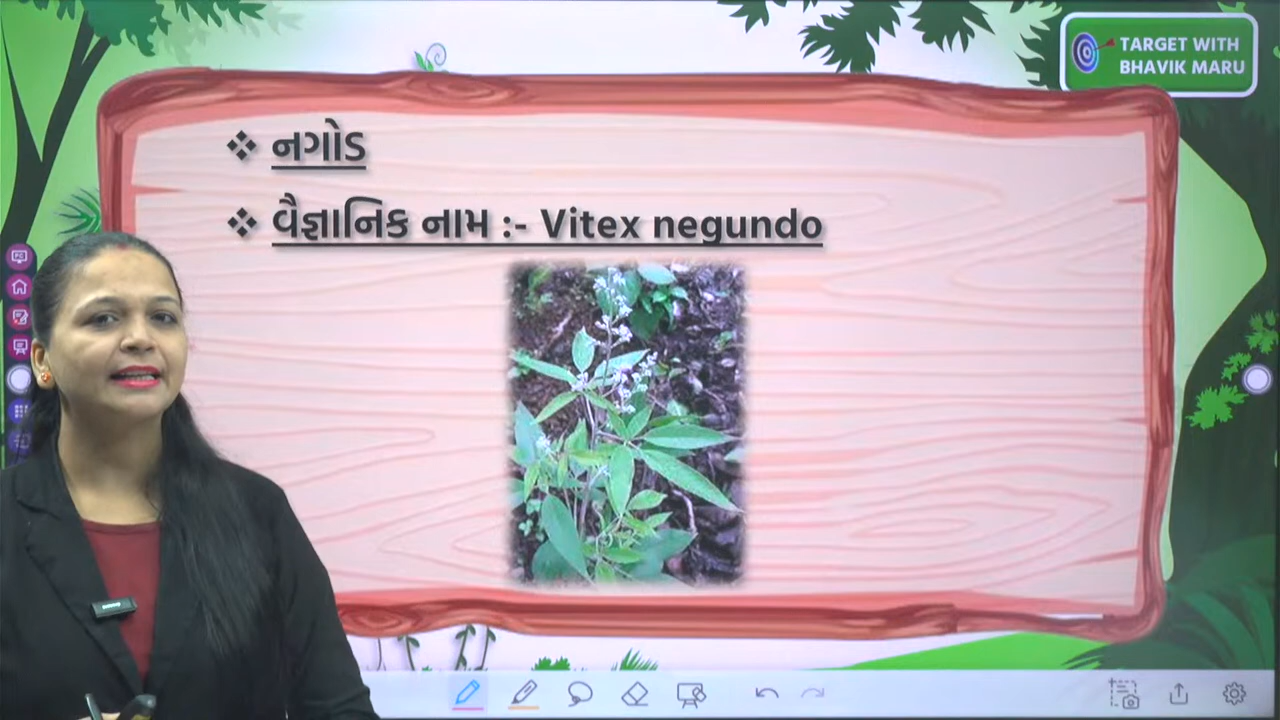 TARGET WITH
BHAVIK MARU
❖ નગોડ
❖ વૈજ્ઞાનિક નામ :- Vitex negundo